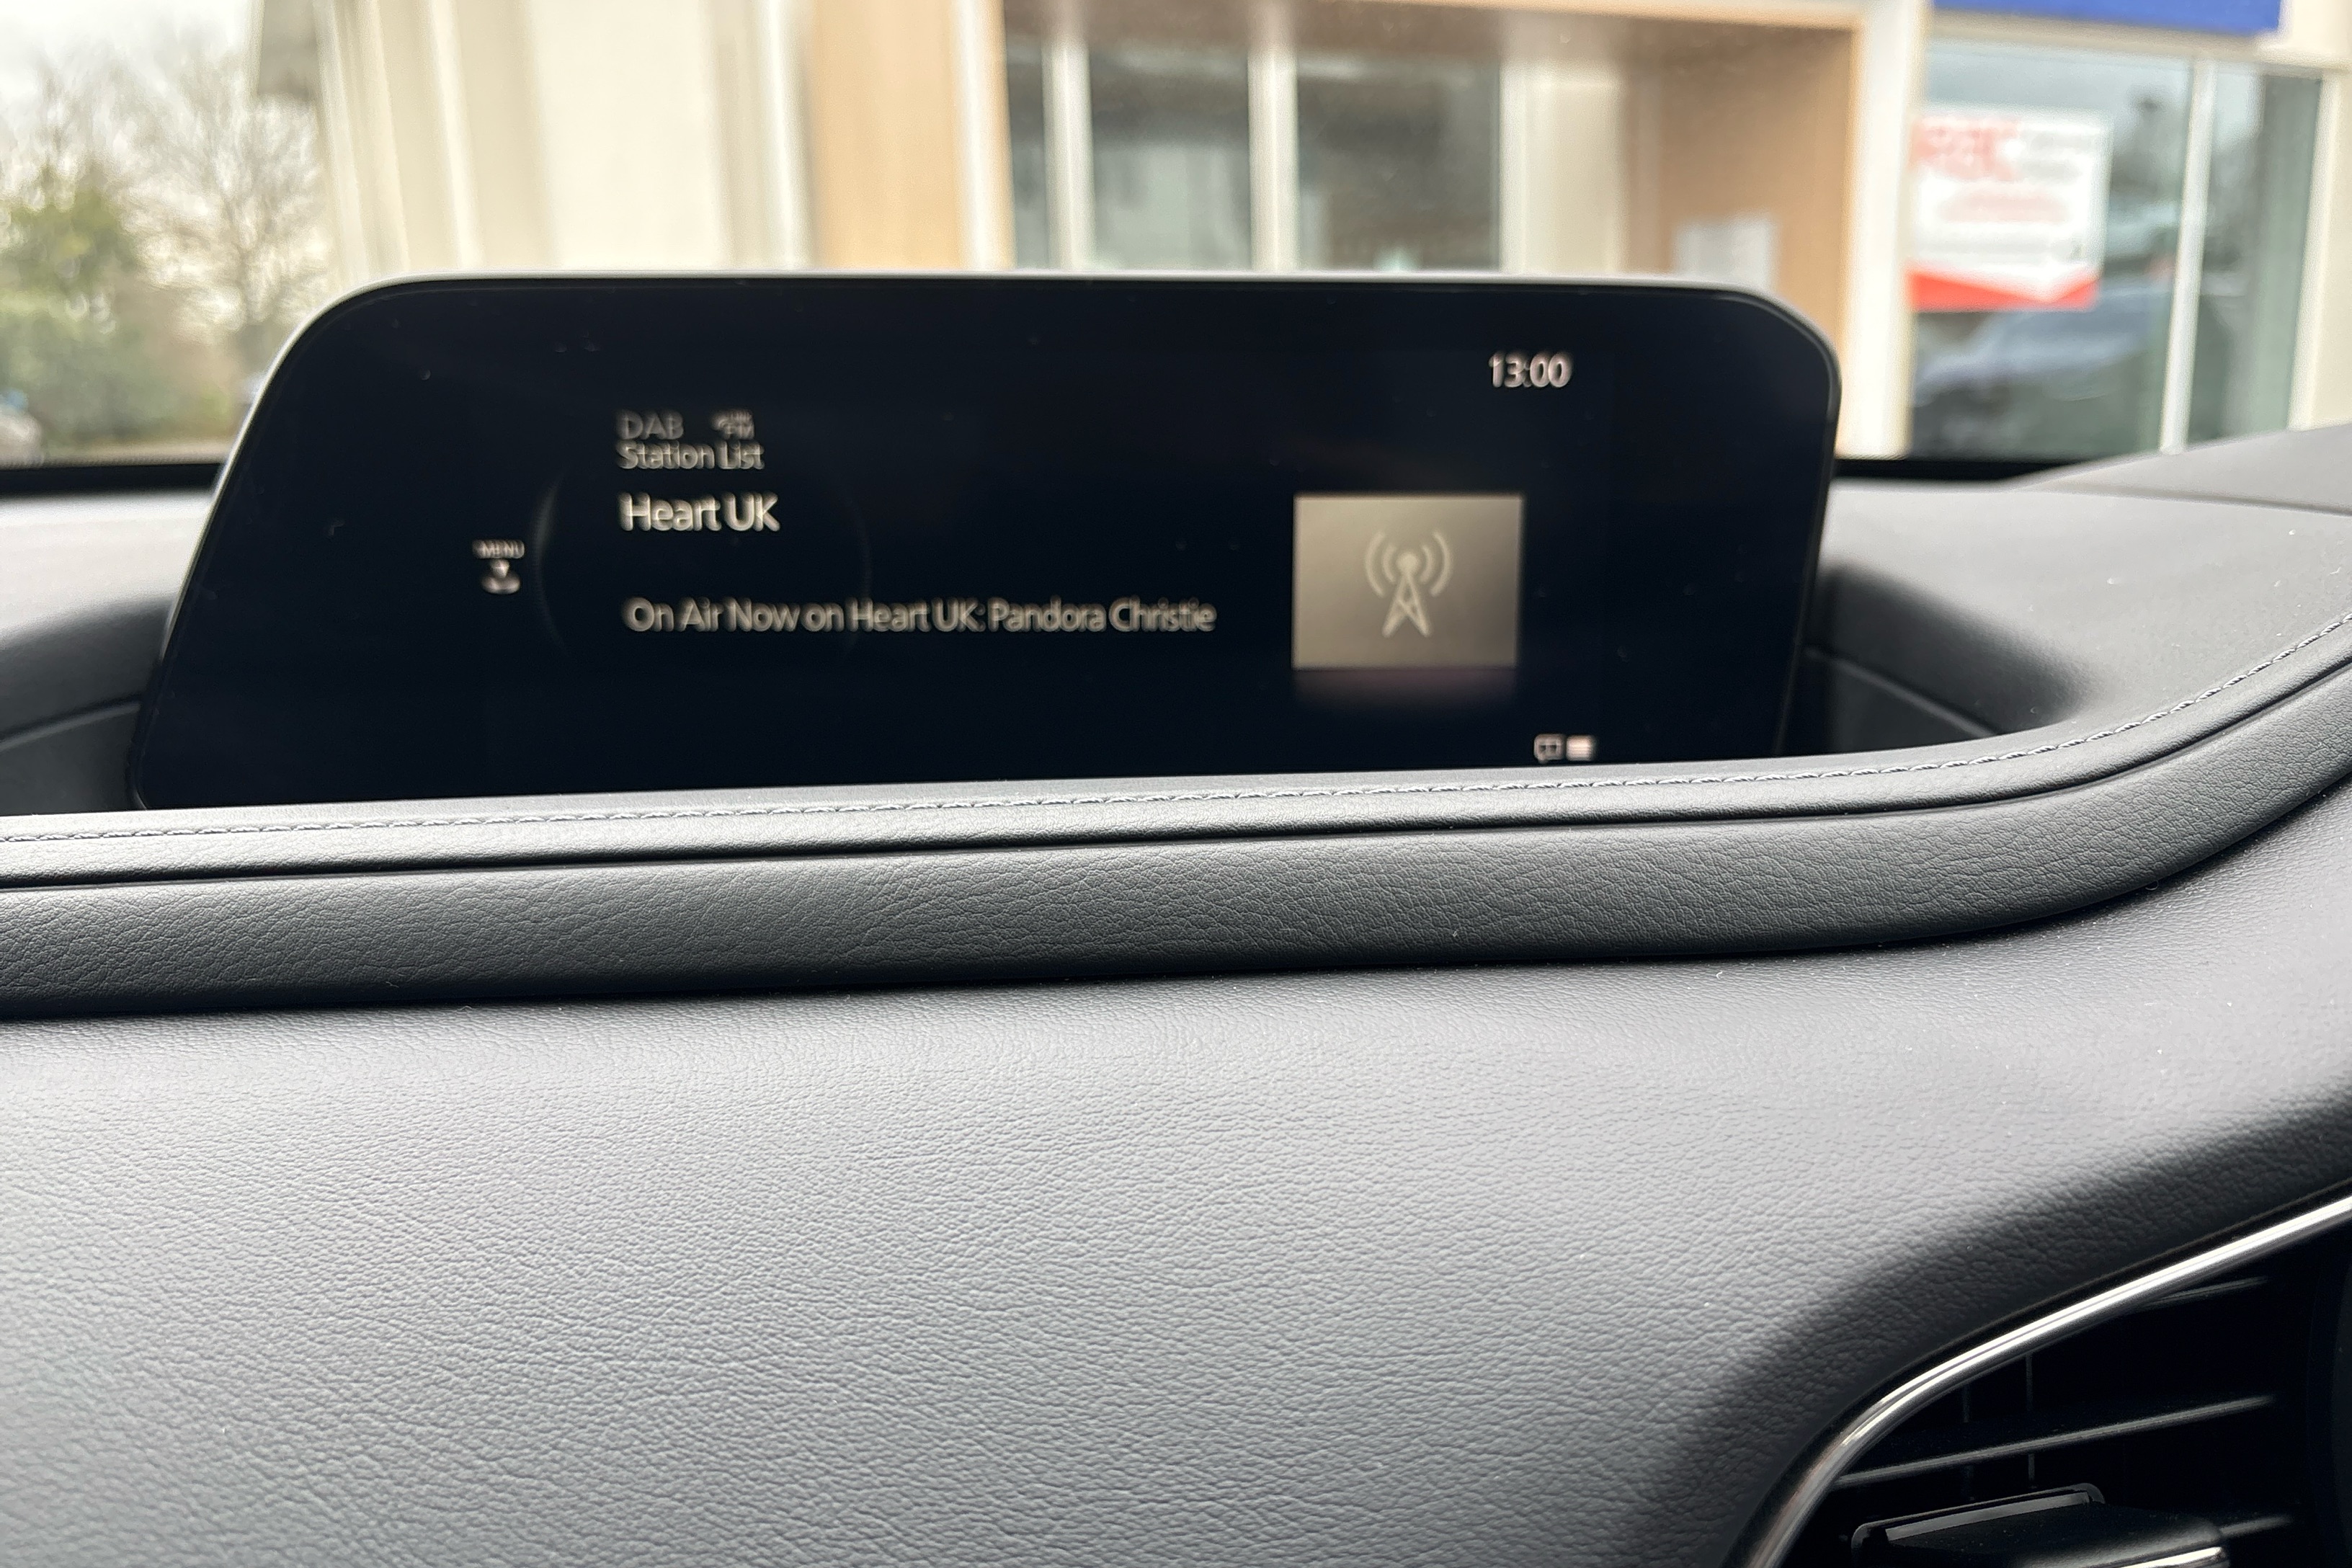 13:00
DAB
Station List
Heart UK
MENU
On Air Now on Heart UK: Pandora Christie